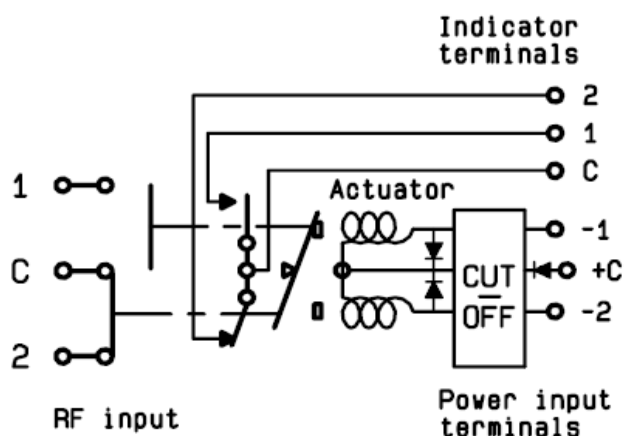 Indicator
terminals
2
1
C
1
Actuator
-1
C
CUT
+C
OFF
-2
2
RF input
Power input
terminals